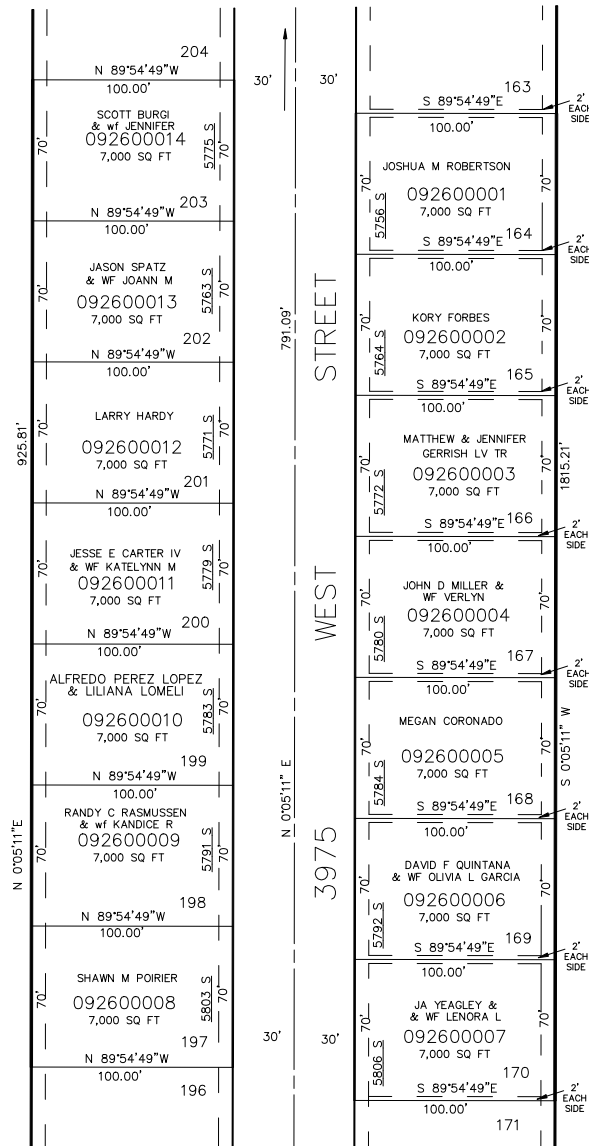 204
N 89°54'49"W
100.00'
SCOTT BURGI
& wf JENNIFER
092600014
7,000 SQ FT
70'
70'
5775 S
203
N 89°54'49"W
100.00'
JASON SPATZ
& WF JOANN M
092600013
7,000 SQ FT
70'
70'
5763 S
202
N 89°54'49"W
100.00'
LARRY HARDY
092600012
7,000 SQ FT
70'
70'
5771 S
925.81'
201
N 89°54'49"W
100.00'
JESSE E CARTER IV
& WF KATELYNN M
092600011
7,000 SQ FT
70'
70'
5779 S
200
N 89°54'49"W
100.00'
ALFREDO PEREZ LOPEZ
& LILIANA LOMELI
092600010
7,000 SQ FT
70'
70'
5783 S
199
N 89°54'49"W
100.00'
RANDY C RASMUSSEN
& wf KANDICE R
092600009
7,000 SQ FT
70'
70'
5791 S
N 0°05'11"E
198
N 89°54'49"W
100.00'
SHAWN M POIRIER
092600008
7,000 SQ FT
70'
70'
5803 S
197
N 89°54'49"W
100.00'
196
30'
30'
791.09'
N 0°05'11" E
3975 WEST STREET
30'
30'
163
S 89°54'49"E
100.00'
2'
EACH
SIDE
JOSHUA M ROBERTSON
092600001
7,000 SQ FT
70'
70'
5756 S
164
S 89°54'49"E
100.00'
2'
EACH
SIDE
KORY FORBES
092600002
7,000 SQ FT
70'
70'
5764 S
165
S 89°54'49"E
100.00'
2'
EACH
SIDE
MATTHEW & JENNIFER
GERRISH LV TR
092600003
7,000 SQ FT
70'
70'
5772 S
1815.21'
166
S 89°54'49"E
100.00'
2'
EACH
SIDE
JOHN D MILLER &
WF VERLYN
092600004
7,000 SQ FT
70'
70'
5780 S
167
S 89°54'49"E
100.00'
2'
EACH
SIDE
MEGAN CORONADO
092600005
7,000 SQ FT
70'
70'
5784 S
S 0°05'11" W
168
S 89°54'49"E
100.00'
2'
EACH
SIDE
DAVID F QUINTANA
& WF OLIVIA L GARCIA
092600006
7,000 SQ FT
70'
70'
5792 S
169
S 89°54'49"E
100.00'
2'
EACH
SIDE
JA YEAGLEY &
& WF LENORA L
092600007
7,000 SQ FT
70'
70'
5806 S
170
S 89°54'49"E
100.00'
2'
EACH
SIDE
171